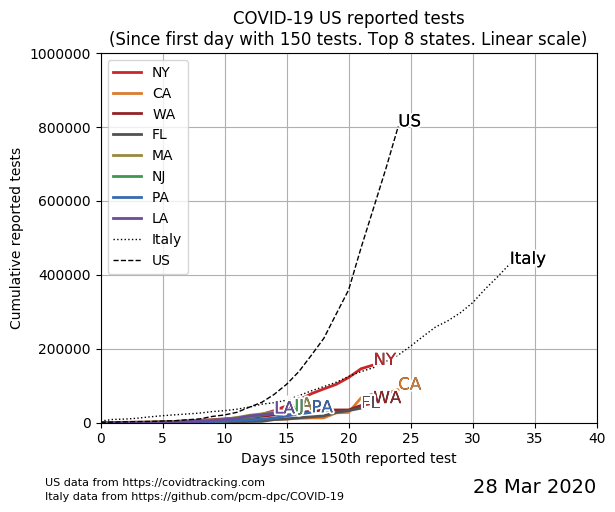 COVID-19 US reported tests
(Since first day with 150 tests. Top 8 states. Linear scale)
Cumulative reported tests
1000000
800000
600000
400000
200000
0
NY
CA
WA
FL
MA
NJ
PA
LA
Italy
US
US
Italy
NY
CA
WA
FL
LA
PA
0 5 10 15 20 25 30 35 40
Days since 150th reported test
US data from https://covidtracking.com
Italy data from https://github.com/pcm-dpc/COVID-19
28 Mar 2020